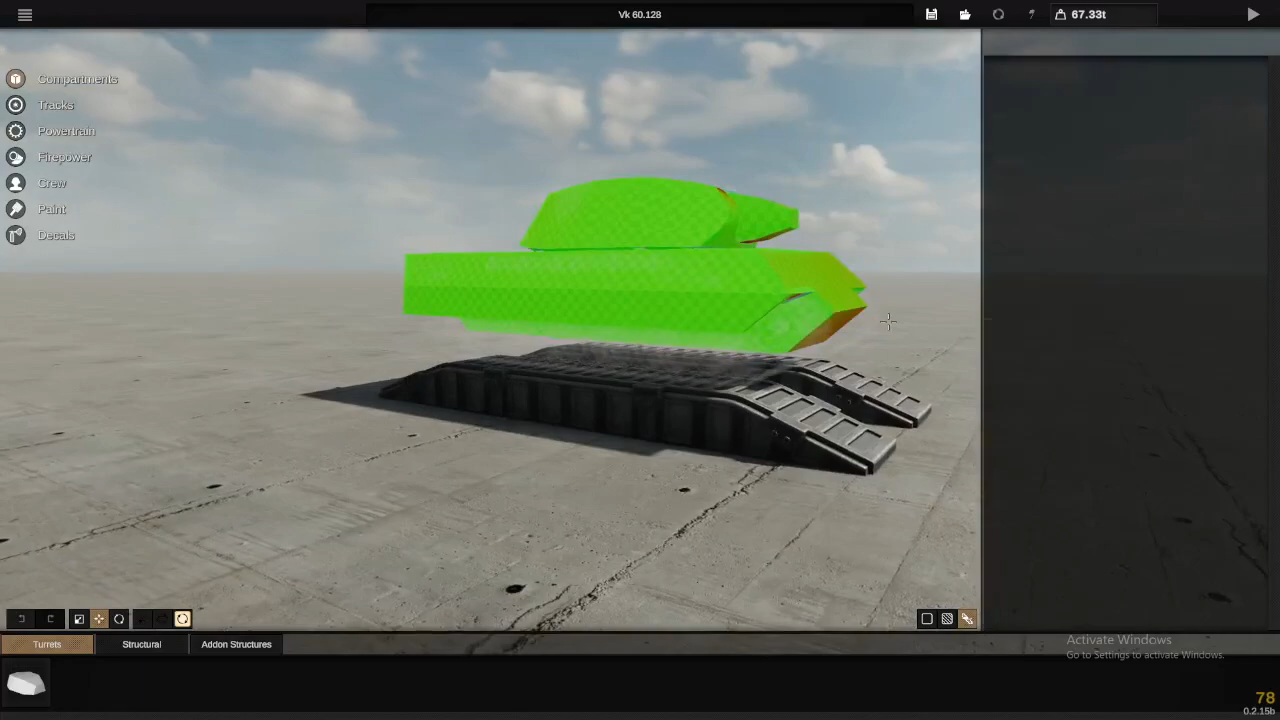 Vk 60.128
67.33t
Compartments
Tracks
Powertrain
Firepower
Crew
Paint
Decals
Turrets
Structural
Addon Structures
Activate Windows
Go to Settings to activate Windows.
78
0.2.15b